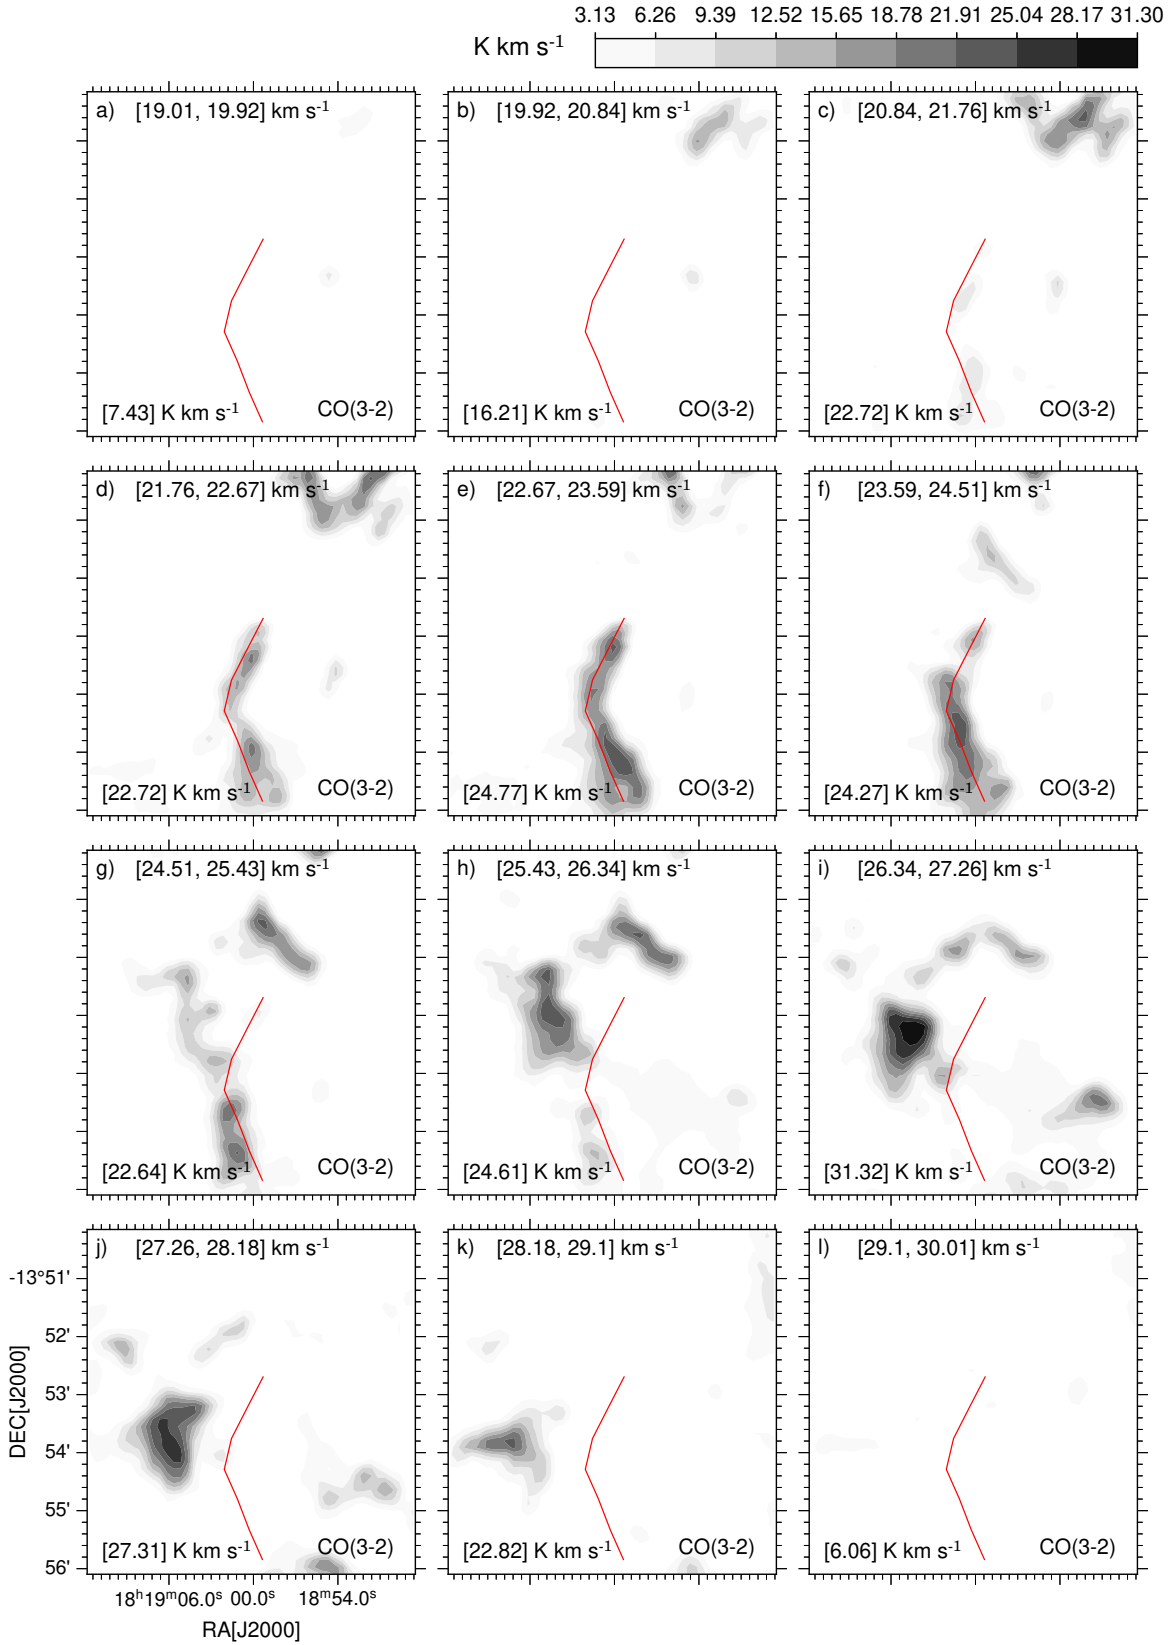 3.13 6.26 9.39 12.52 15.65 18.78 21.91 25.04 28.17 31.30
K km s⁻¹
a) [19.01, 19.92] km s⁻¹
[7.43] K km s⁻¹ CO(3-2)
b) [19.92, 20.84] km s⁻¹
[16.21] K km s⁻¹ CO(3-2)
c) [20.84, 21.76] km s⁻¹
[22.72] K km s⁻¹ CO(3-2)
d) [21.76, 22.67] km s⁻¹
[22.72] K km s⁻¹ CO(3-2)
e) [22.67, 23.59] km s⁻¹
[24.77] K km s⁻¹ CO(3-2)
f) [23.59, 24.51] km s⁻¹
[24.27] K km s⁻¹ CO(3-2)
g) [24.51, 25.43] km s⁻¹
[22.64] K km s⁻¹ CO(3-2)
h) [25.43, 26.34] km s⁻¹
[24.61] K km s⁻¹ CO(3-2)
i) [26.34, 27.26] km s⁻¹
[31.32] K km s⁻¹ CO(3-2)
j) [27.26, 28.18] km s⁻¹
[27.31] K km s⁻¹ CO(3-2)
k) [28.18, 29.1] km s⁻¹
[22.82] K km s⁻¹ CO(3-2)
l) [29.1, 30.01] km s⁻¹
[6.06] K km s⁻¹ CO(3-2)
-13°51'
52'
53'
54'
55'
56'
DEC[J2000]
18ʰ19ᵐ06.0ˢ 00.0ˢ 18ᵐ54.0ˢ
RA[J2000]